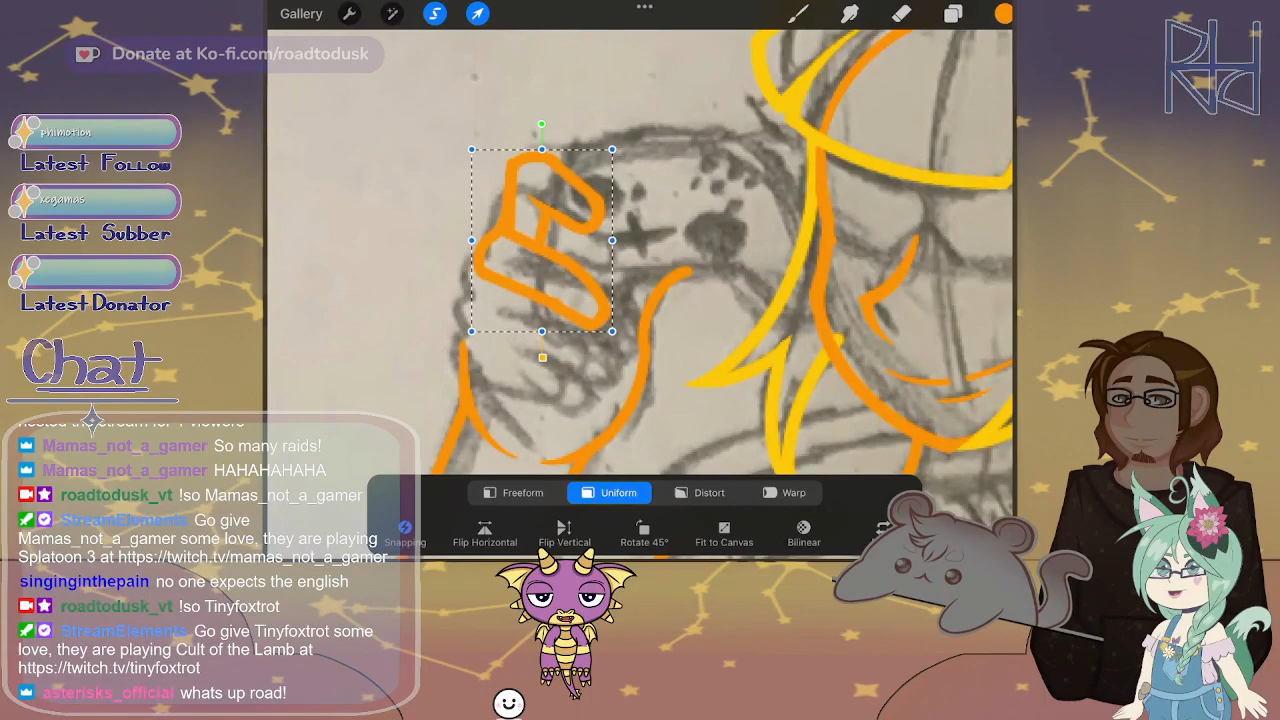 Gallery
Donate at Ko-fi.com/roadtodusk
phimotion
Latest Follow
xcgamas
Latest Subber
Latest Donator
Chat
Mamas_not_a_gamer So many raids!
Mamas_not_a_gamer HAHAHAHAHA
roadtodusk_vt !so Mamas_not_a_gamer
StreamElements Go give
Mamas_not_a_gamer some love, they are playing
Splatoon 3 at https://twitch.tv/mamas_not_a_gamer
singinginthepain no one expects the english
roadtodusk_vt !so Tinyfoxtrot
StreamElements Go give Tinyfoxtrot some
love, they are playing Cult of the Lamb at
https://twitch.tv/tinyfoxtrot
asterisks_official whats up road!
Freeform
Uniform
Distort
Warp
Snapping
Flip Horizontal
Flip Vertical
Rotate 45°
Fit to Canvas
Bilinear